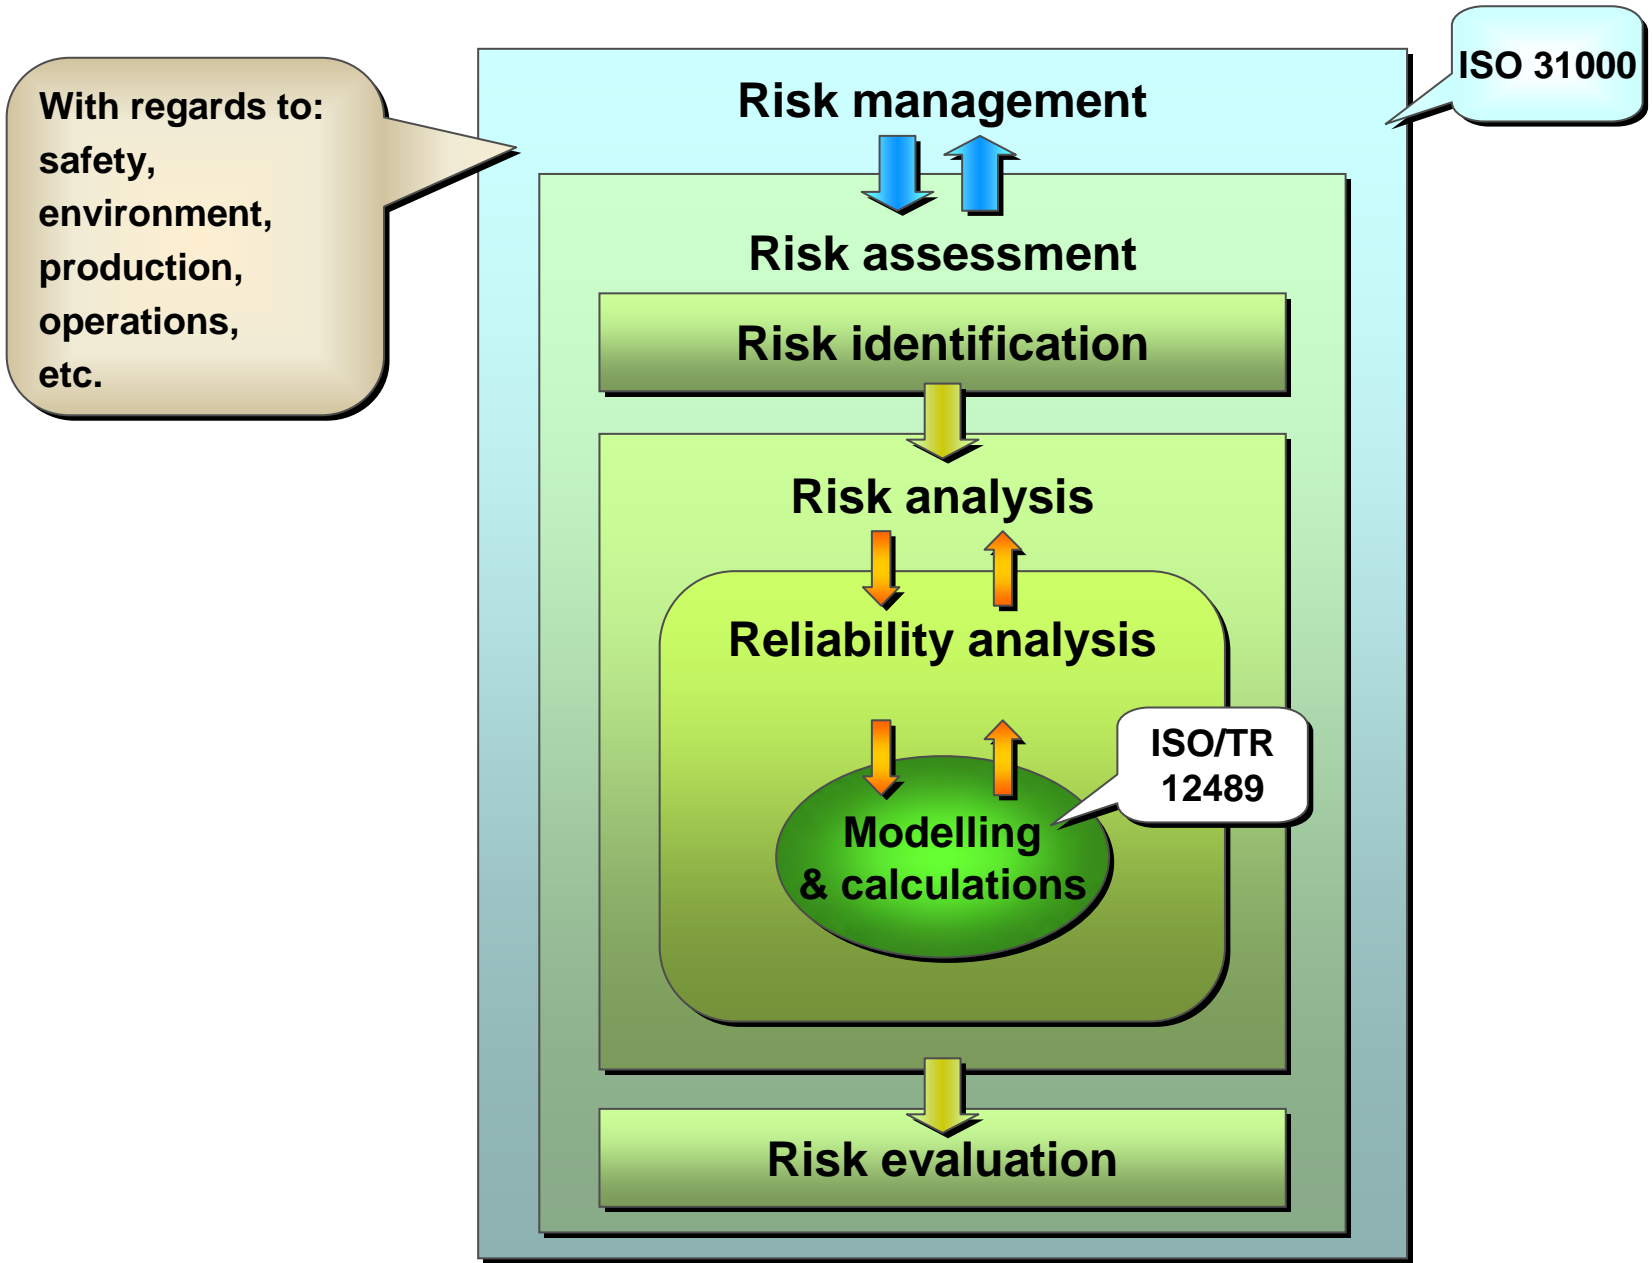 With regards to:
safety,
environment,
production,
operations,
etc.
ISO 31000
Risk management
Risk assessment
Risk identification
Risk analysis
Reliability analysis
ISO/TR
12489
Modelling
& calculations
Risk evaluation